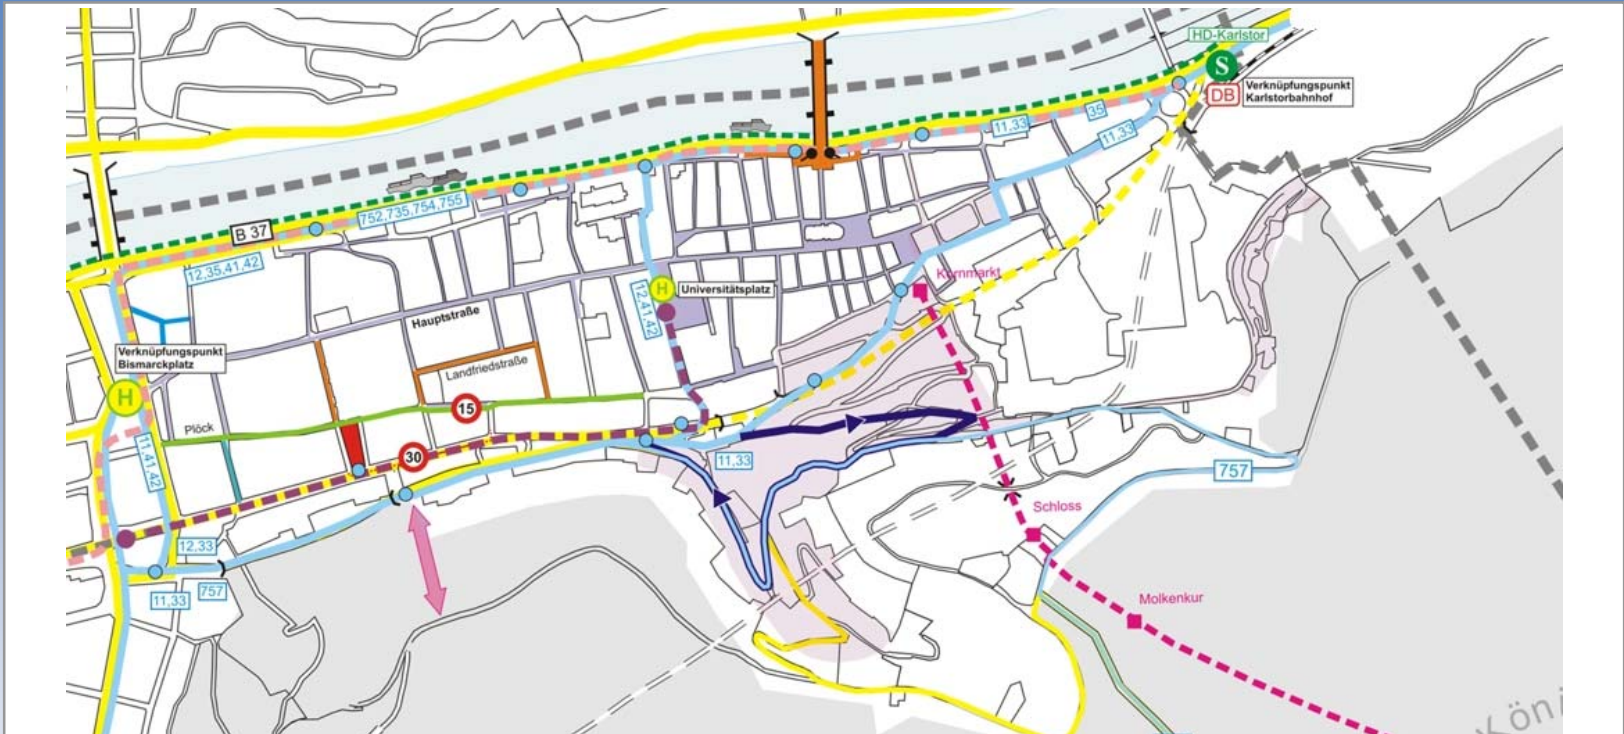 HD-Karlstor
S
DB
Verknüpfungspunkt
Karlstorbahnhof
35
11,33
11,33
752,735,754,755
B 37
12,35,41,42
Kornmarkt
H
Universitätsplatz
12,41,42
Hauptstraße
Verknüpfungspunkt
Bismarckplatz
Landfriedstraße
H
15
Plöck
30
11,41,42
11,33
757
Schloss
12,33
757
11,33
Molkenkur
Köni